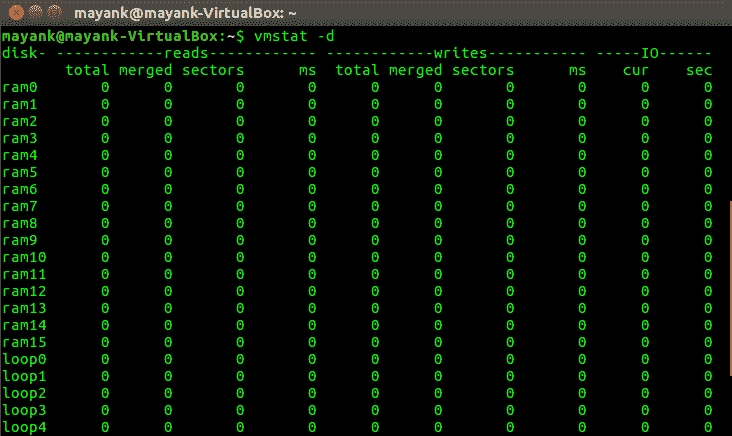 mayank@mayank-VirtualBox: ~
mayank@mayank-VirtualBox:~$ vmstat -d
disk- ------------reads------------ ------------writes----------- -----IO------
       total merged sectors      ms  total merged sectors      ms    cur    sec
ram0       0      0       0       0      0      0       0       0      0      0
ram1       0      0       0       0      0      0       0       0      0      0
ram2       0      0       0       0      0      0       0       0      0      0
ram3       0      0       0       0      0      0       0       0      0      0
ram4       0      0       0       0      0      0       0       0      0      0
ram5       0      0       0       0      0      0       0       0      0      0
ram6       0      0       0       0      0      0       0       0      0      0
ram7       0      0       0       0      0      0       0       0      0      0
ram8       0      0       0       0      0      0       0       0      0      0
ram9       0      0       0       0      0      0       0       0      0      0
ram10      0      0       0       0      0      0       0       0      0      0
ram11      0      0       0       0      0      0       0       0      0      0
ram12      0      0       0       0      0      0       0       0      0      0
ram13      0      0       0       0      0      0       0       0      0      0
ram14      0      0       0       0      0      0       0       0      0      0
ram15      0      0       0       0      0      0       0       0      0      0
loop0      0      0       0       0      0      0       0       0      0      0
loop1      0      0       0       0      0      0       0       0      0      0
loop2      0      0       0       0      0      0       0       0      0      0
loop3      0      0       0       0      0      0       0       0      0      0
loop4      0      0       0       0      0      0       0       0      0      0